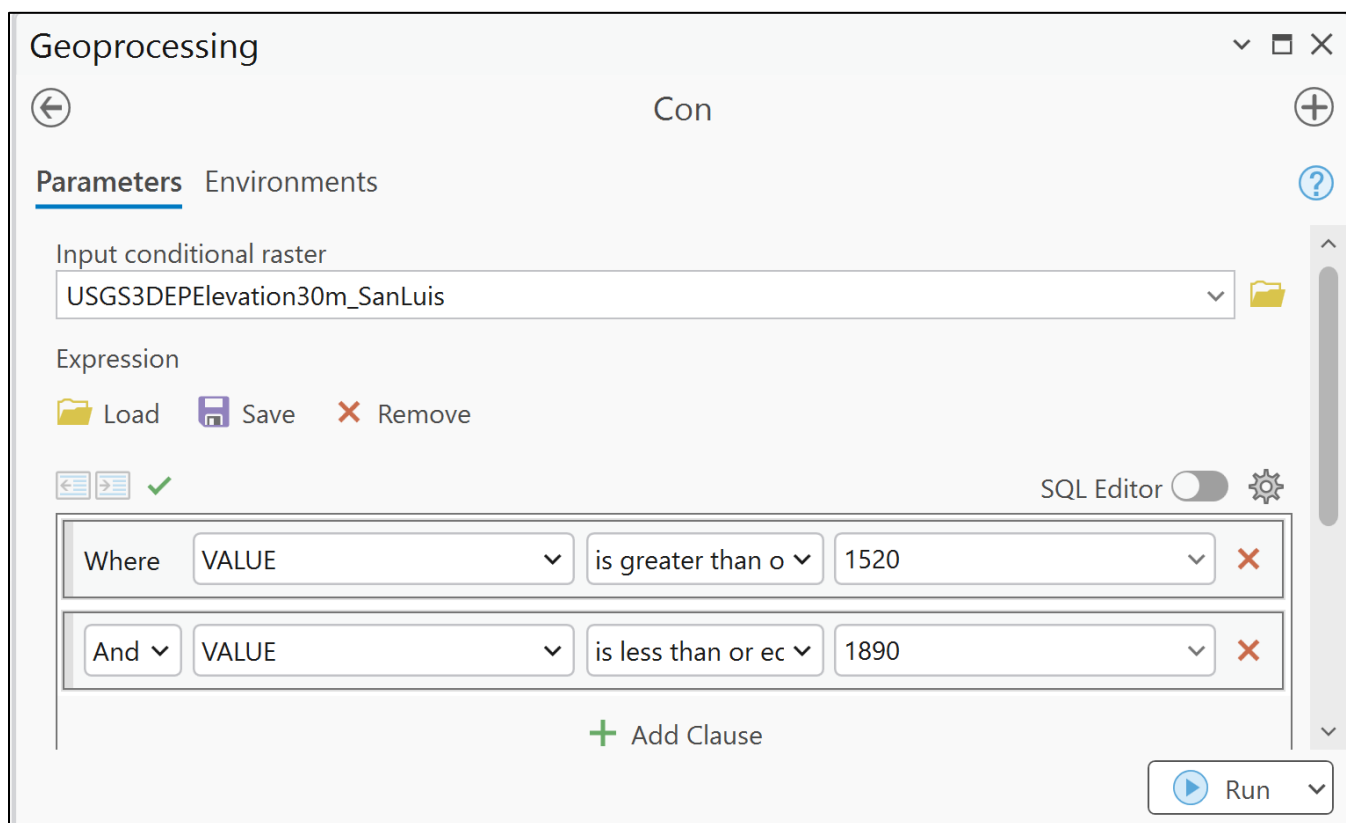 Geoprocessing
Con
Parameters Environments
Input conditional raster
USGS3DEPElevation30m_SanLuis
Expression
Load Save Remove
SQL Editor
Where VALUE is greater than o 1520
And VALUE is less than or ec 1890
Add Clause
Run